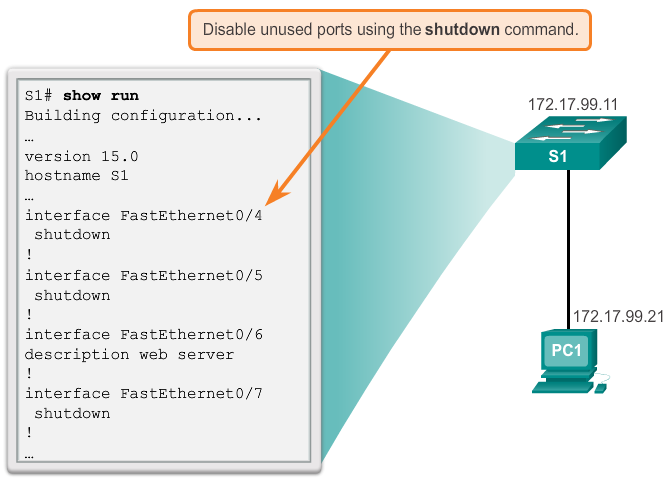 Disable unused ports using the shutdown command.
S1# show run
Building configuration...
…
version 15.0
hostname S1
…
interface FastEthernet0/4
 shutdown
!
interface FastEthernet0/5
 shutdown
!
interface FastEthernet0/6
description web server
!
interface FastEthernet0/7
 shutdown
!
…
172.17.99.11
S1
172.17.99.21
PC1